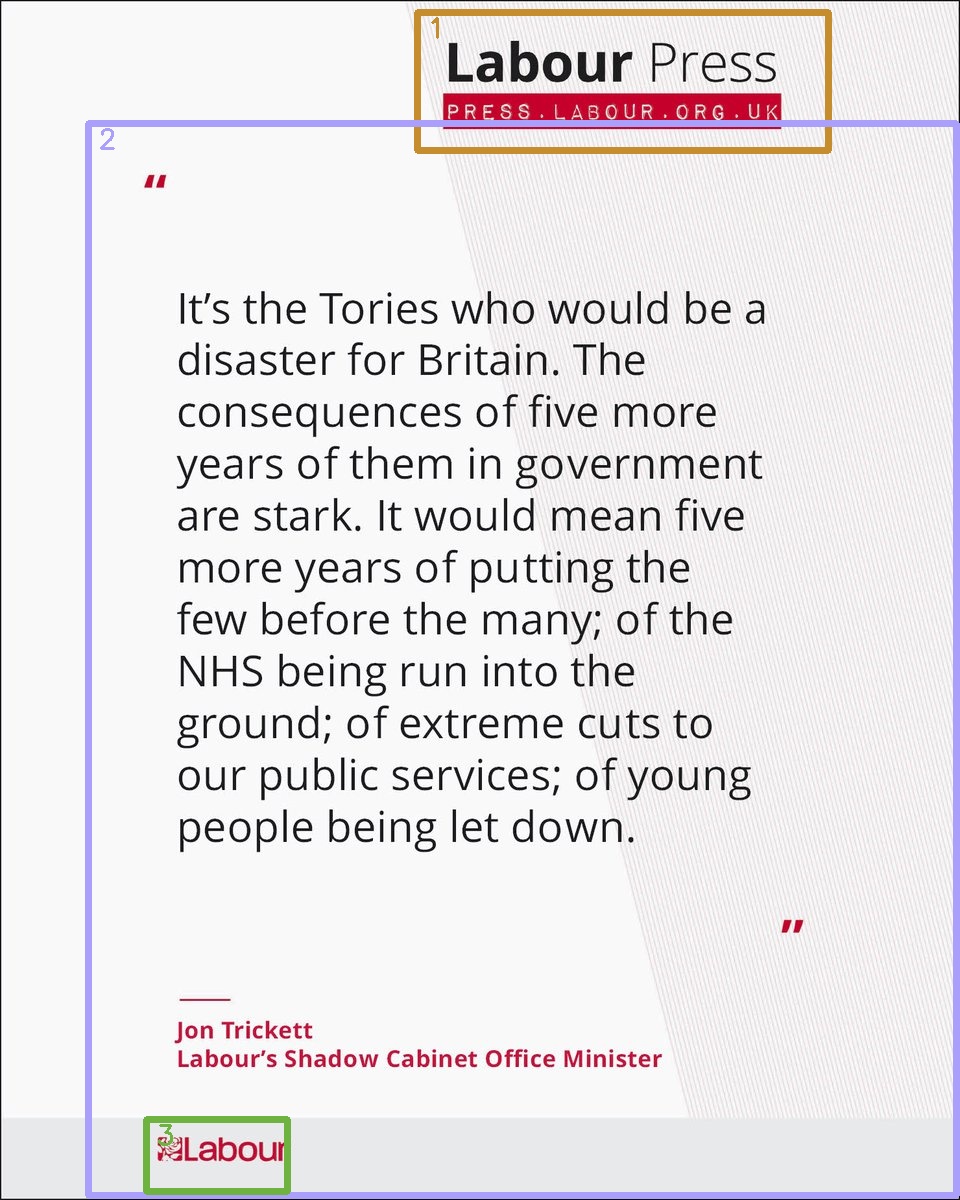 Labour Press
PRESS.LABOUR.ORG.UK
“
It’s the Tories who would be a
disaster for Britain. The
consequences of five more
years of them in government
are stark. It would mean five
more years of putting the
few before the many; of the
NHS being run into the
ground; of extreme cuts to
our public services; of young
people being let down.
”
Jon Trickett
Labour’s Shadow Cabinet Office Minister
Labour